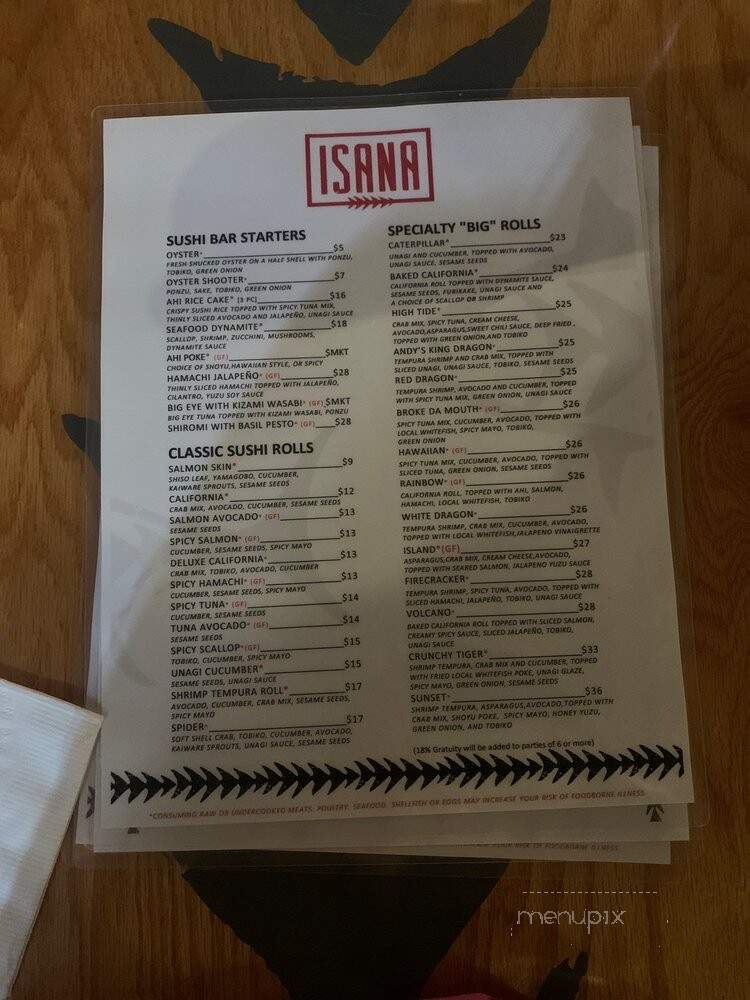 ISANA
SUSHI BAR STARTERS
OYSTER* $5
FRESH SHUCKED OYSTER ON A HALF SHELL WITH PONZU,
TOBIKO, GREEN ONION
OYSTER SHOOTER* $7
PONZU, SAKE, TOBIKO, GREEN ONION
AHI RICE CAKE* (3 PC) $16
CRISPY SUSHI RICE TOPPED WITH SPICY TUNA MIX,
THINLY SLICED AVOCADO AND JALAPEÑO, UNAGI SAUCE
SEAFOOD DYNAMITE* $18
SCALLOP, SHRIMP, ZUCCHINI, MUSHROOMS,
DYNAMITE SAUCE
AHI POKE* (GF) $MKT
CHOICE OF SHOYU, HAWAIIAN STYLE, OR SPICY
HAMACHI JALAPEÑO* (GF) $28
THINLY SLICED HAMACHI TOPPED WITH JALAPEÑO,
CILANTRO, YUZU SOY SAUCE
BIG EYE WITH KIZAMI WASABI* (GF) $MKT
BIG EYE TUNA TOPPED WITH KIZAMI WASABI, PONZU
SHIROMI WITH BASIL PESTO* (GF) $28
CLASSIC SUSHI ROLLS
SALMON SKIN* $9
SHISO LEAF, YAMAGOBO, CUCUMBER,
KAIWARE SPROUTS, SESAME SEEDS
CALIFORNIA* $12
CRAB MIX, AVOCADO, CUCUMBER, SESAME SEEDS
SALMON AVOCADO* (GF) $13
SESAME SEEDS
SPICY SALMON* (GF) $13
CUCUMBER, SESAME SEEDS, SPICY MAYO
DELUXE CALIFORNIA* $13
CRAB MIX, TOBIKO, AVOCADO, CUCUMBER
SPICY HAMACHI* (GF) $13
CUCUMBER, SESAME SEEDS, SPICY MAYO
SPICY TUNA* (GF) $14
CUCUMBER, SESAME SEEDS
TUNA AVOCADO* (GF) $14
SESAME SEEDS
SPICY SCALLOP* (GF) $15
TOBIKO, CUCUMBER, SPICY MAYO
UNAGI CUCUMBER* $15
SESAME SEEDS, UNAGI SAUCE
SHRIMP TEMPURA ROLL* $17
AVOCADO, CUCUMBER, CRAB MIX, SESAME SEEDS,
SPICY MAYO
SPIDER* $17
SOFT SHELL CRAB, TOBIKO, CUCUMBER, AVOCADO,
KAIWARE SPROUTS, UNAGI SAUCE, SESAME SEEDS
SPECIALTY "BIG" ROLLS
CATERPILLAR* $23
UNAGI AND CUCUMBER, TOPPED WITH AVOCADO,
UNAGI SAUCE, SESAME SEEDS
BAKED CALIFORNIA* $24
CALIFORNIA ROLL TOPPED WITH DYNAMITE SAUCE,
SESAME SEEDS, FURIKAKE, UNAGI SAUCE AND
A CHOICE OF SCALLOP OR SHRIMP
HIGH TIDE* $25
CRAB MIX, SPICY TUNA, CREAM CHEESE,
AVOCADO,ASPARAGUS,SWEET CHILI SAUCE, DEEP FRIED,
TOPPED WITH GREEN ONION,AND TOBIKO
ANDY'S KING DRAGON* $25
TEMPURA SHRIMP AND CRAB MIX, TOPPED WITH
SLICED UNAGI, UNAGI SAUCE, TOBIKO, SESAME SEEDS
RED DRAGON* $25
TEMPURA SHRIMP, AVOCADO AND CUCUMBER, TOPPED
WITH SPICY TUNA MIX, GREEN ONION, UNAGI SAUCE
BROKE DA MOUTH* (GF) $26
SPICY TUNA MIX, CUCUMBER, AVOCADO, TOPPED WITH
LOCAL WHITEFISH, SPICY MAYO, TOBIKO,
GREEN ONION
HAWAIIAN* (GF) $26
SPICY TUNA MIX, CUCUMBER, AVOCADO, TOPPED WITH
SLICED TUNA, GREEN ONION, SESAME SEEDS
RAINBOW* (GF) $26
CALIFORNIA ROLL, TOPPED WITH AHI, SALMON,
HAMACHI, LOCAL WHITEFISH, TOBIKO
WHITE DRAGON* $26
TEMPURA SHRIMP, CRAB MIX, CUCUMBER, AVOCADO,
TOPPED WITH LOCAL WHITEFISH,JALAPENO VINAIGRETTE
ISLAND*(GF) $27
ASPARAGUS,CRAB MIX, CREAM CHEESE,AVOCADO,
TOPPED WITH SEARED SALMON, JALAPENO YUZU SAUCE
FIRECRACKER* $28
TEMPURA SHRIMP, SPICY TUNA, AVOCADO, TOPPED WITH
SLICED HAMACHI, JALAPEÑO, TOBIKO, UNAGI SAUCE
VOLCANO* $28
BAKED CALIFORNIA ROLL TOPPED WITH SLICED SALMON,
CREAMY SPICY SAUCE, SLICED JALAPEÑO, TOBIKO,
UNAGI SAUCE
CRUNCHY TIGER* $33
SHRIMP TEMPURA, CRAB MIX AND CUCUMBER, TOPPED
WITH FRIED LOCAL WHITEFISH POKE, UNAGI GLAZE,
SPICY MAYO, GREEN ONION, SESAME SEEDS
SUNSET* $36
SHRIMP TEMPURA, ASPARAGUS,AVOCADO,TOPPED WITH
CRAB MIX, SHOYU POKE, SPICY MAYO, HONEY YUZU,
GREEN ONION, AND TOBIKO
(18% Gratuity will be added to parties of 6 or more)
*CONSUMING RAW OR UNDERCOOKED MEATS, POULTRY, SEAFOOD, SHELLFISH OR EGGS MAY INCREASE YOUR RISK OF FOODBORNE ILLNESS.
YOUR RISK OF FOODBORNE ILLNESS.
menupix